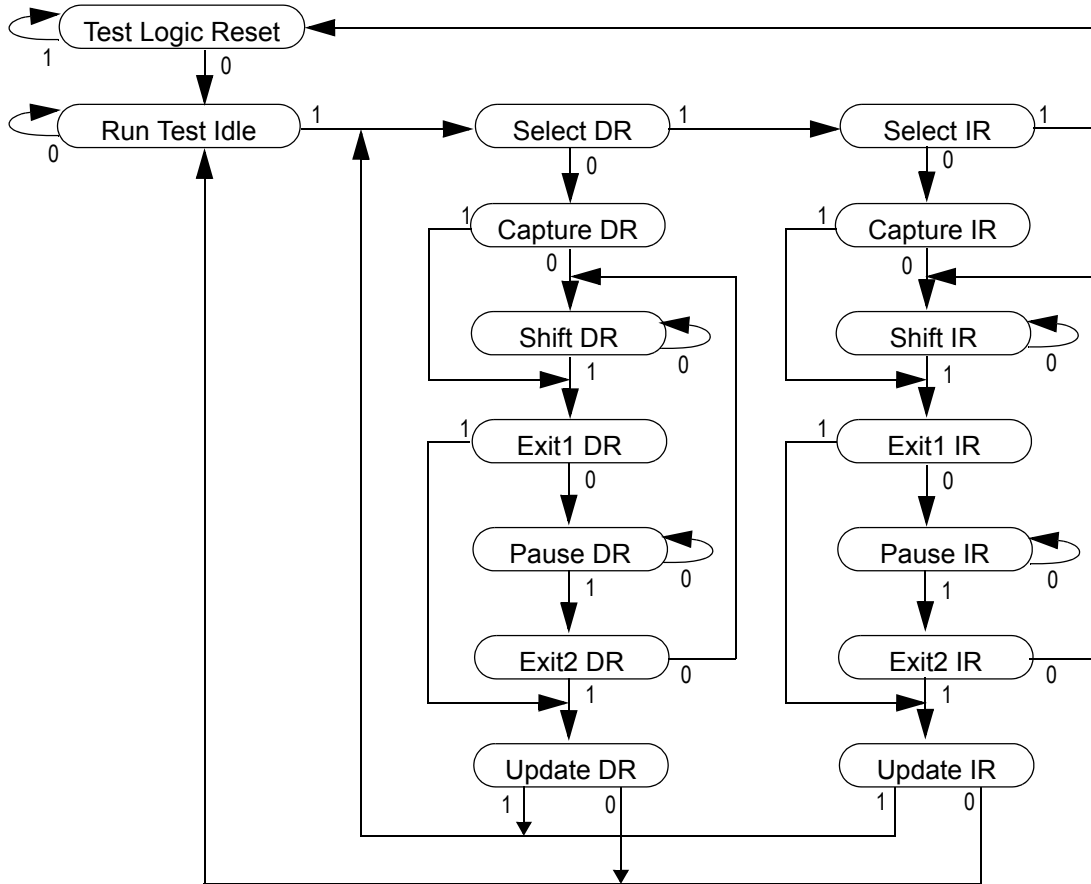 Test Logic Reset
1
0
Run Test Idle
0
1
Select DR
1
Select IR
1
0
0
1
Capture DR
1
Capture IR
0
0
Shift DR
0
Shift IR
0
1
1
1
Exit1 DR
1
Exit1 IR
0
0
Pause DR
0
Pause IR
0
1
1
Exit2 DR
0
Exit2 IR
0
1
1
Update DR
Update IR
1
0
1
0